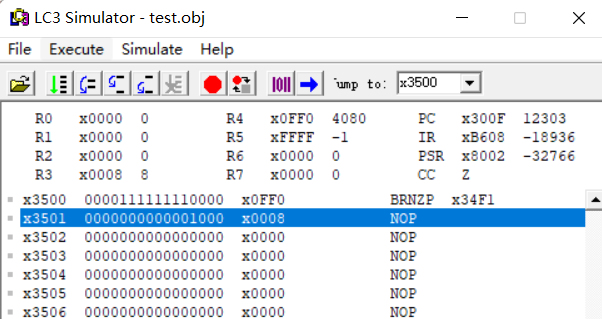 LC3 Simulator - test.obj
File Execute Simulate Help
Jump to: x3500
R0 x0000 0 R4 x0FF0 4080 PC x300F 12303
R1 x0000 0 R5 xFFFF -1 IR xB608 -18936
R2 x0000 0 R6 x0000 0 PSR x8002 -32766
R3 x0008 8 R7 x0000 0 CC Z
x3500 0000111111110000 x0FF0 BRNZP x34F1
x3501 0000000000001000 x0008 NOP
x3502 0000000000000000 x0000 NOP
x3503 0000000000000000 x0000 NOP
x3504 0000000000000000 x0000 NOP
x3505 0000000000000000 x0000 NOP
x3506 0000000000000000 x0000 NOP